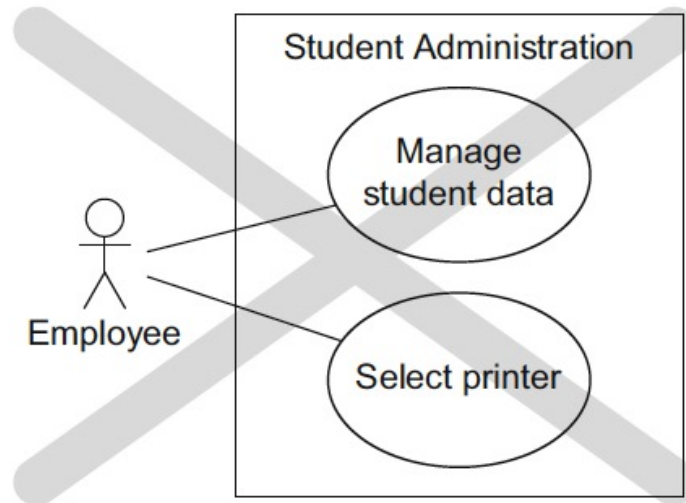 Student Administration
Manage
student data
Employee
Select printer